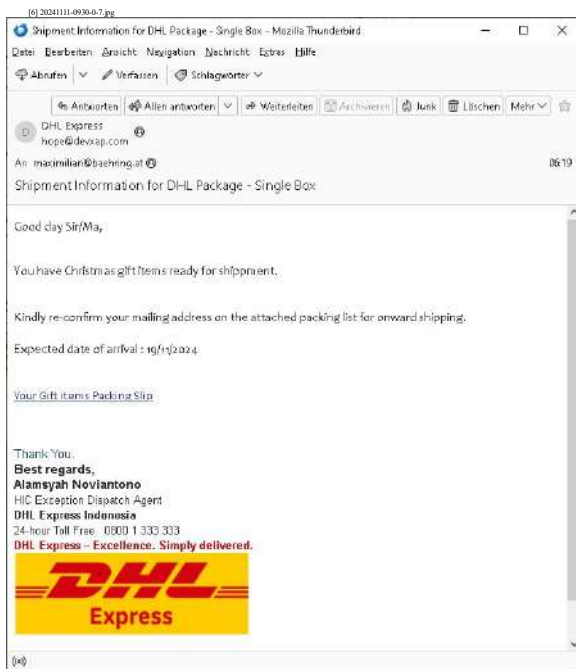 [6] 20241111-0930-0-7.jpg
Shipment Information for DHL Package - Single Box - Mozilla Thunderbird
Datei Bearbeiten Ansicht Navigation Nachricht Extras Hilfe
Abrufen Verfassen Schlagwörter
Antworten Allen antworten Weiterleiten Archivieren Junk Löschen Mehr
D DHL Express
hope@devxap.com
An maximilian@baehring.at 06:19
Shipment Information for DHL Package - Single Box
Good day Sir/Ma,
You have Christmas gift items ready for shippment.
Kindly re-confirm your mailing address on the attached packing list for onward shipping.
Expected date of arrival : 19/11/2024
Your Gift items Packing Slip
Thank You.
Best regards,
Alamsyah Noviantono
HIC Exception Dispatch Agent
DHL Express Indonesia
24-hour Toll Free 0800 1 333 333
DHL Express – Excellence. Simply delivered.
DHL
Express